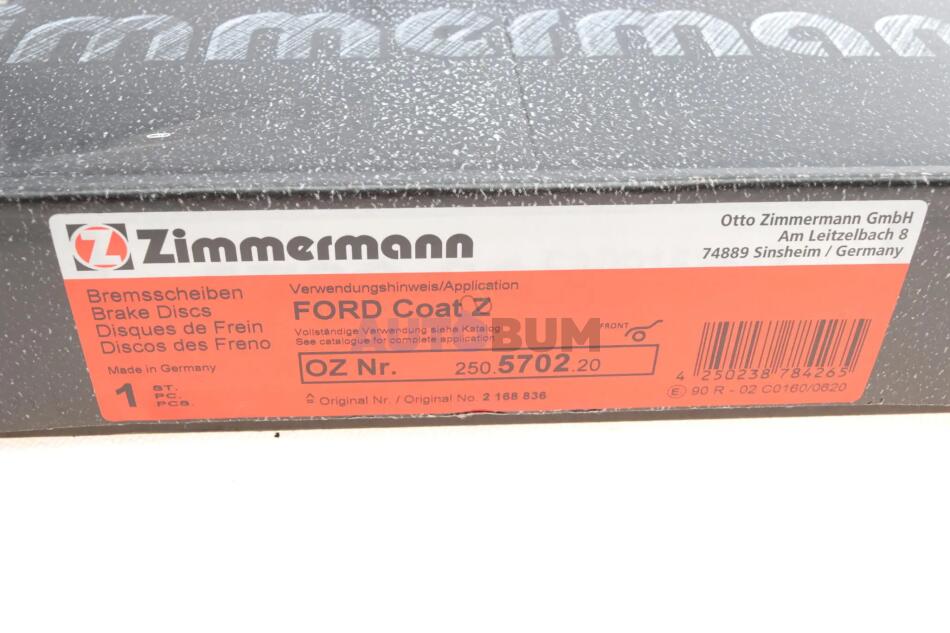 immerman
Z Zimmermann
Otto Zimmermann GmbH
Am Leitzelbach 8
74889 Sinsheim / Germany
Bremsscheiben
Brake Discs
Disques de Frein
Discos des Freno
Made in Germany
1 ST.
PC.
PCS.
Verwendungshinweis/Application
FORD Coat Z
Vollständige Verwendung siehe Katalog
See catalogue for complete application
AUTOBUM
FRONT
OZ Nr. 250.5702.20
≙ Original Nr. / Original No. 2 168 836
4 250238 784265
E 90 R - 02 C0160/0620